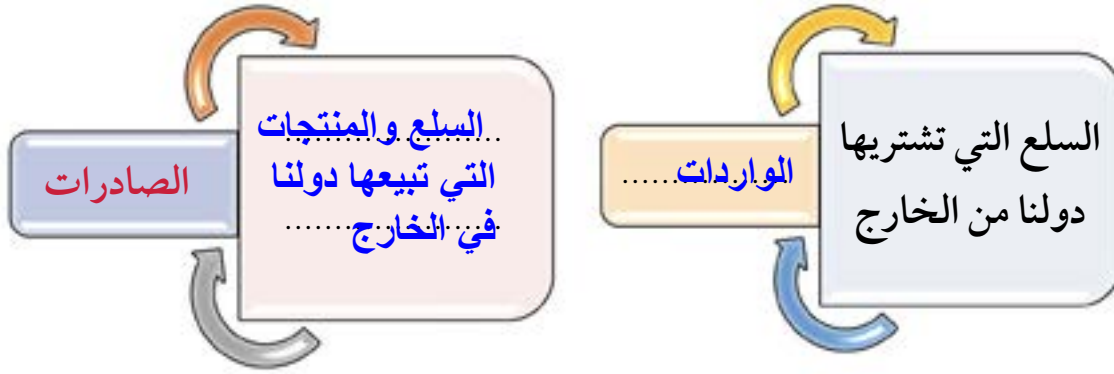 السلع التي تشتريها
دولنا من الخارج
الواردات
السلع والمنتجات
التي تبيعها دولنا
في الخارج
الصادرات